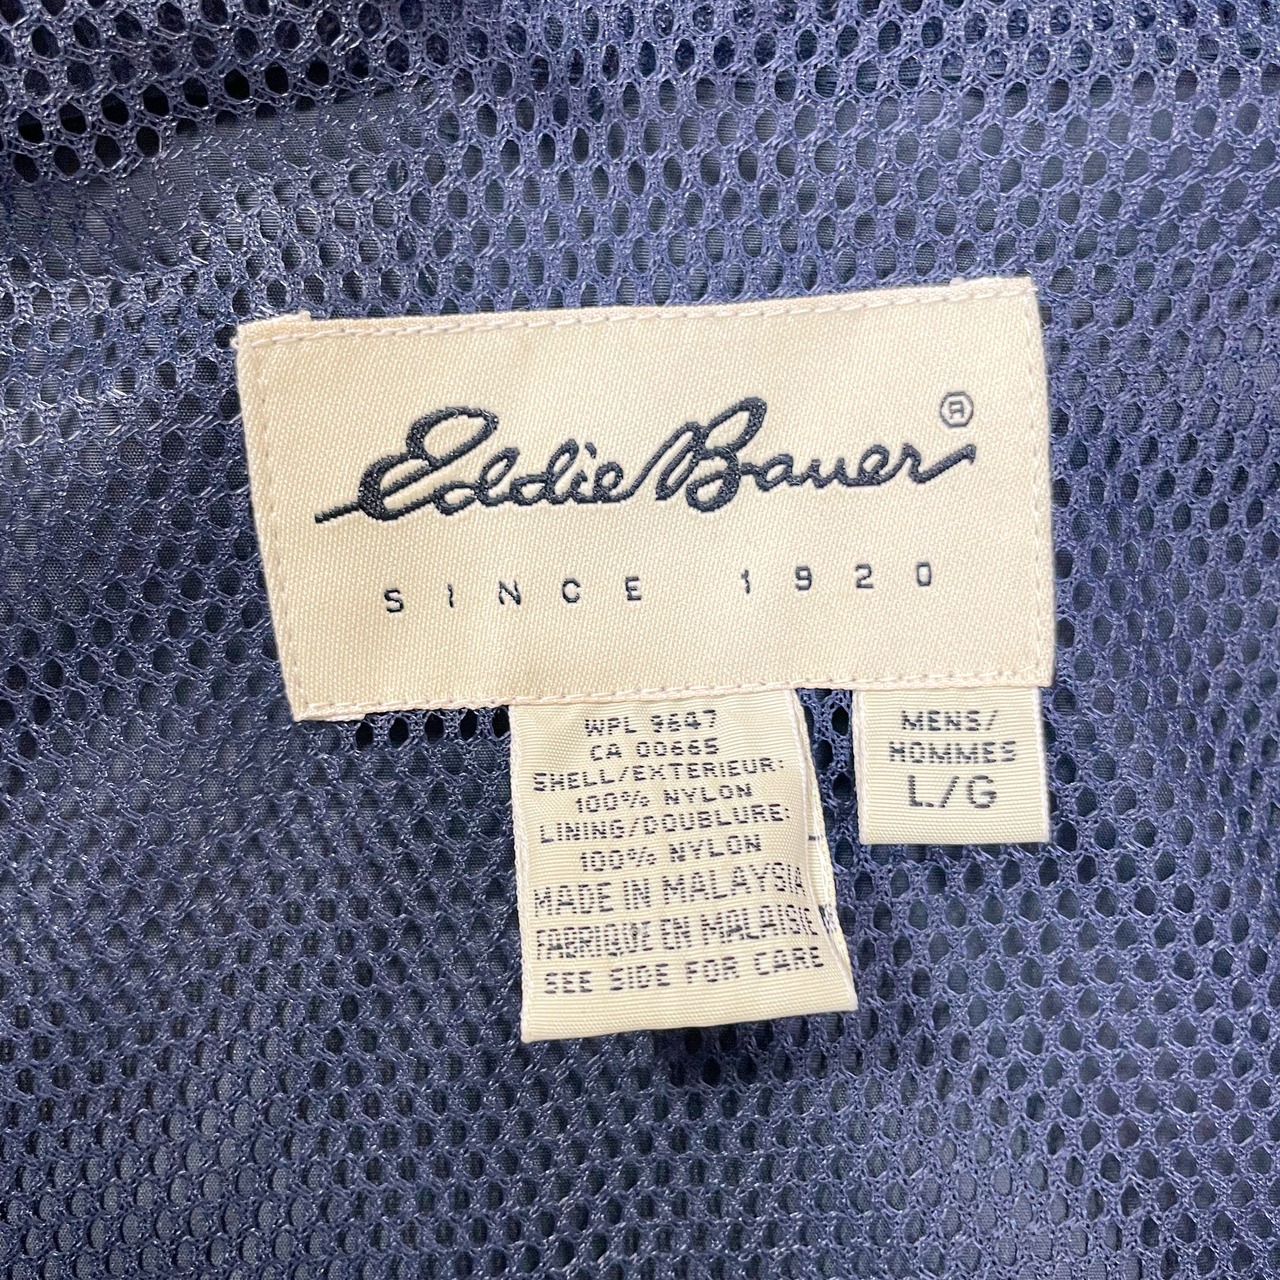 Eddie Bauer ®
SINCE 1920
WPL 9647
CA 00665
SHELL/EXTERIEUR:
100% NYLON
LINING/DOUBLURE:
100% NYLON
MADE IN MALAYSIA
FABRIQUE EN MALAISIE
SEE SIDE FOR CARE
MENS/
HOMMES
L/G